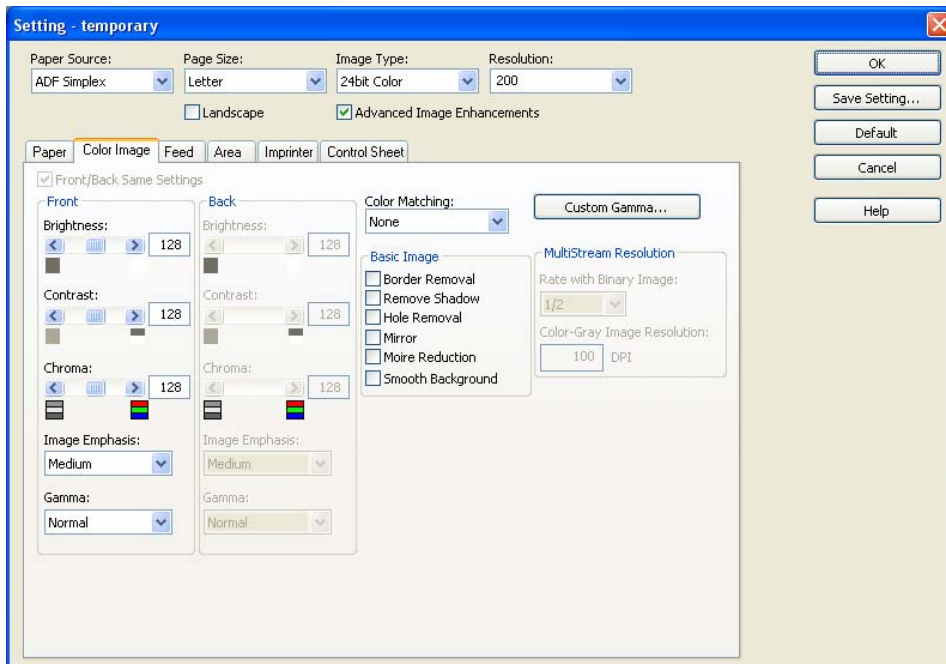 Setting - temporary
Paper Source: Page Size: Image Type: Resolution:
ADF Simplex Letter 24bit Color 200
Landscape Advanced Image Enhancements
OK
Save Setting...
Default
Cancel
Help
Paper Color Image Feed Area Imprinter Control Sheet
Front/Back Same Settings
Front
Brightness:
128
Contrast:
128
Chroma:
128
Image Emphasis:
Medium
Gamma:
Normal
Back
Brightness:
128
Contrast:
128
Chroma:
128
Image Emphasis:
Medium
Gamma:
Normal
Color Matching:
None
Custom Gamma...
Basic Image
Border Removal
Remove Shadow
Hole Removal
Mirror
Moire Reduction
Smooth Background
MultiStream Resolution
Rate with Binary Image:
1/2
Color-Gray Image Resolution:
100 DPI